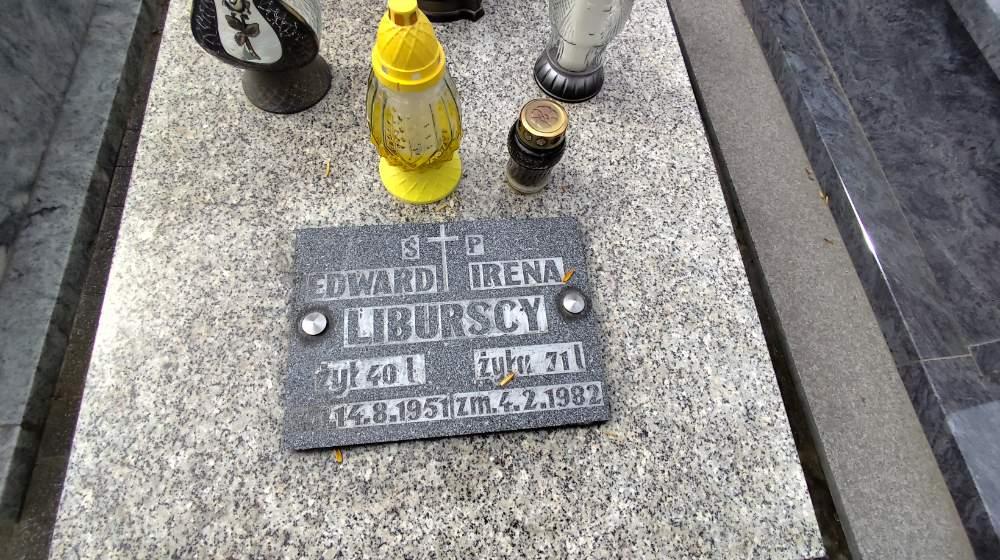 Ś P
EDWARD IRENA
LIBURSCY
żył 40 l żyła 71 l
14.8.1951 zm. 4.2.1982